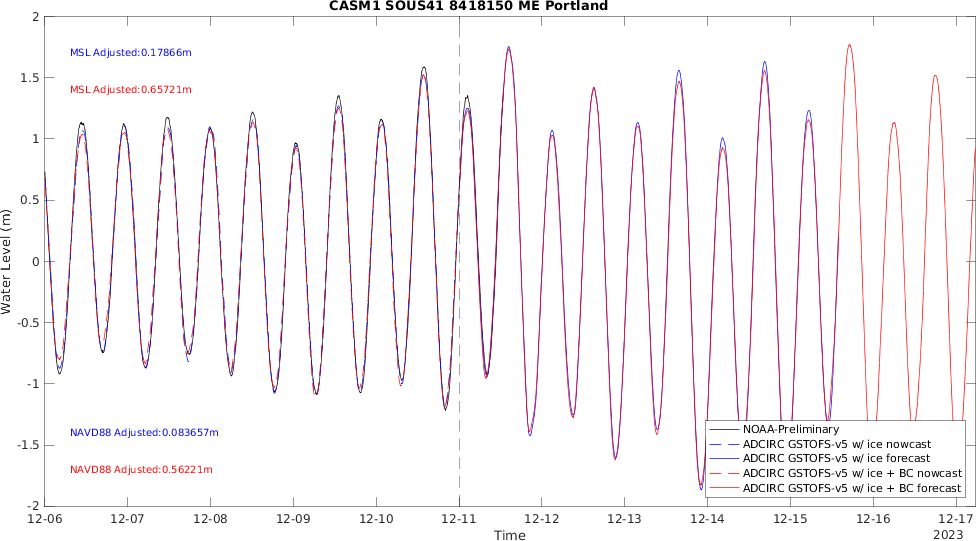 CASM1 SOUS41 8418150 ME Portland
MSL Adjusted:0.17866m
MSL Adjusted:0.65721m
NAVD88 Adjusted:0.083657m
NAVD88 Adjusted:0.56221m
Water Level (m)
2
1.5
1
0.5
0
-0.5
-1
-1.5
-2
NOAA-Preliminary
ADCIRC GSTOFS-v5 w/ ice nowcast
ADCIRC GSTOFS-v5 w/ ice forecast
ADCIRC GSTOFS-v5 w/ ice + BC nowcast
ADCIRC GSTOFS-v5 w/ ice + BC forecast
12-06 12-07 12-08 12-09 12-10 12-11 12-12 12-13 12-14 12-15 12-16 12-17
Time
2023